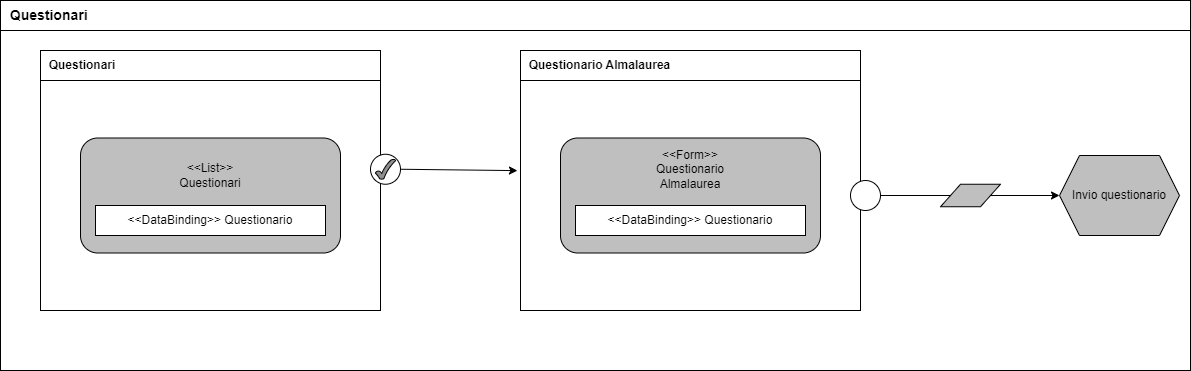 Questionari
Questionari
<<List>>
Questionari
<<DataBinding>> Questionario
Questionario Almalaurea
<<Form>>
Questionario
Almalaurea
<<DataBinding>> Questionario
Invio questionario